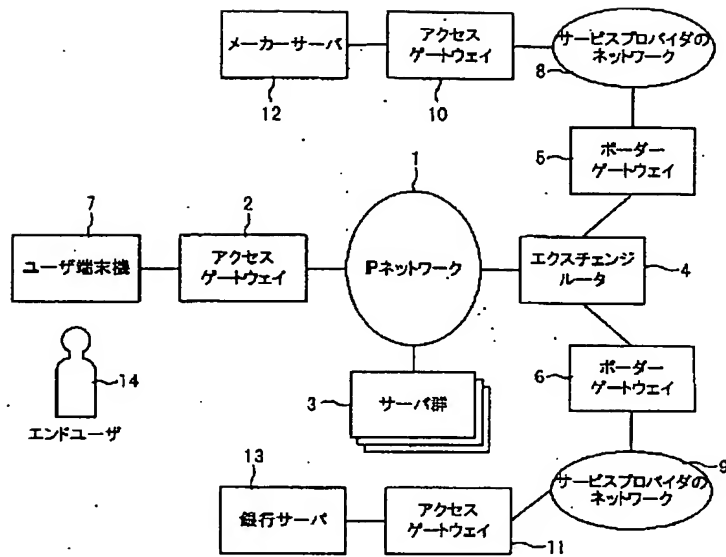 メーカーサーバ
12
アクセス
ゲートウェイ
10
サービスプロバイダの
ネットワーク
8
5
ボーダー
ゲートウェイ
1
7
ユーザ端末機
2
アクセス
ゲートウェイ
IPネットワーク
エクスチェンジ
ルータ
4
14
エンドユーザ
3
サーバ群
6
ボーダー
ゲートウェイ
13
銀行サーバ
アクセス
ゲートウェイ
11
サービスプロバイダの
ネットワーク
9